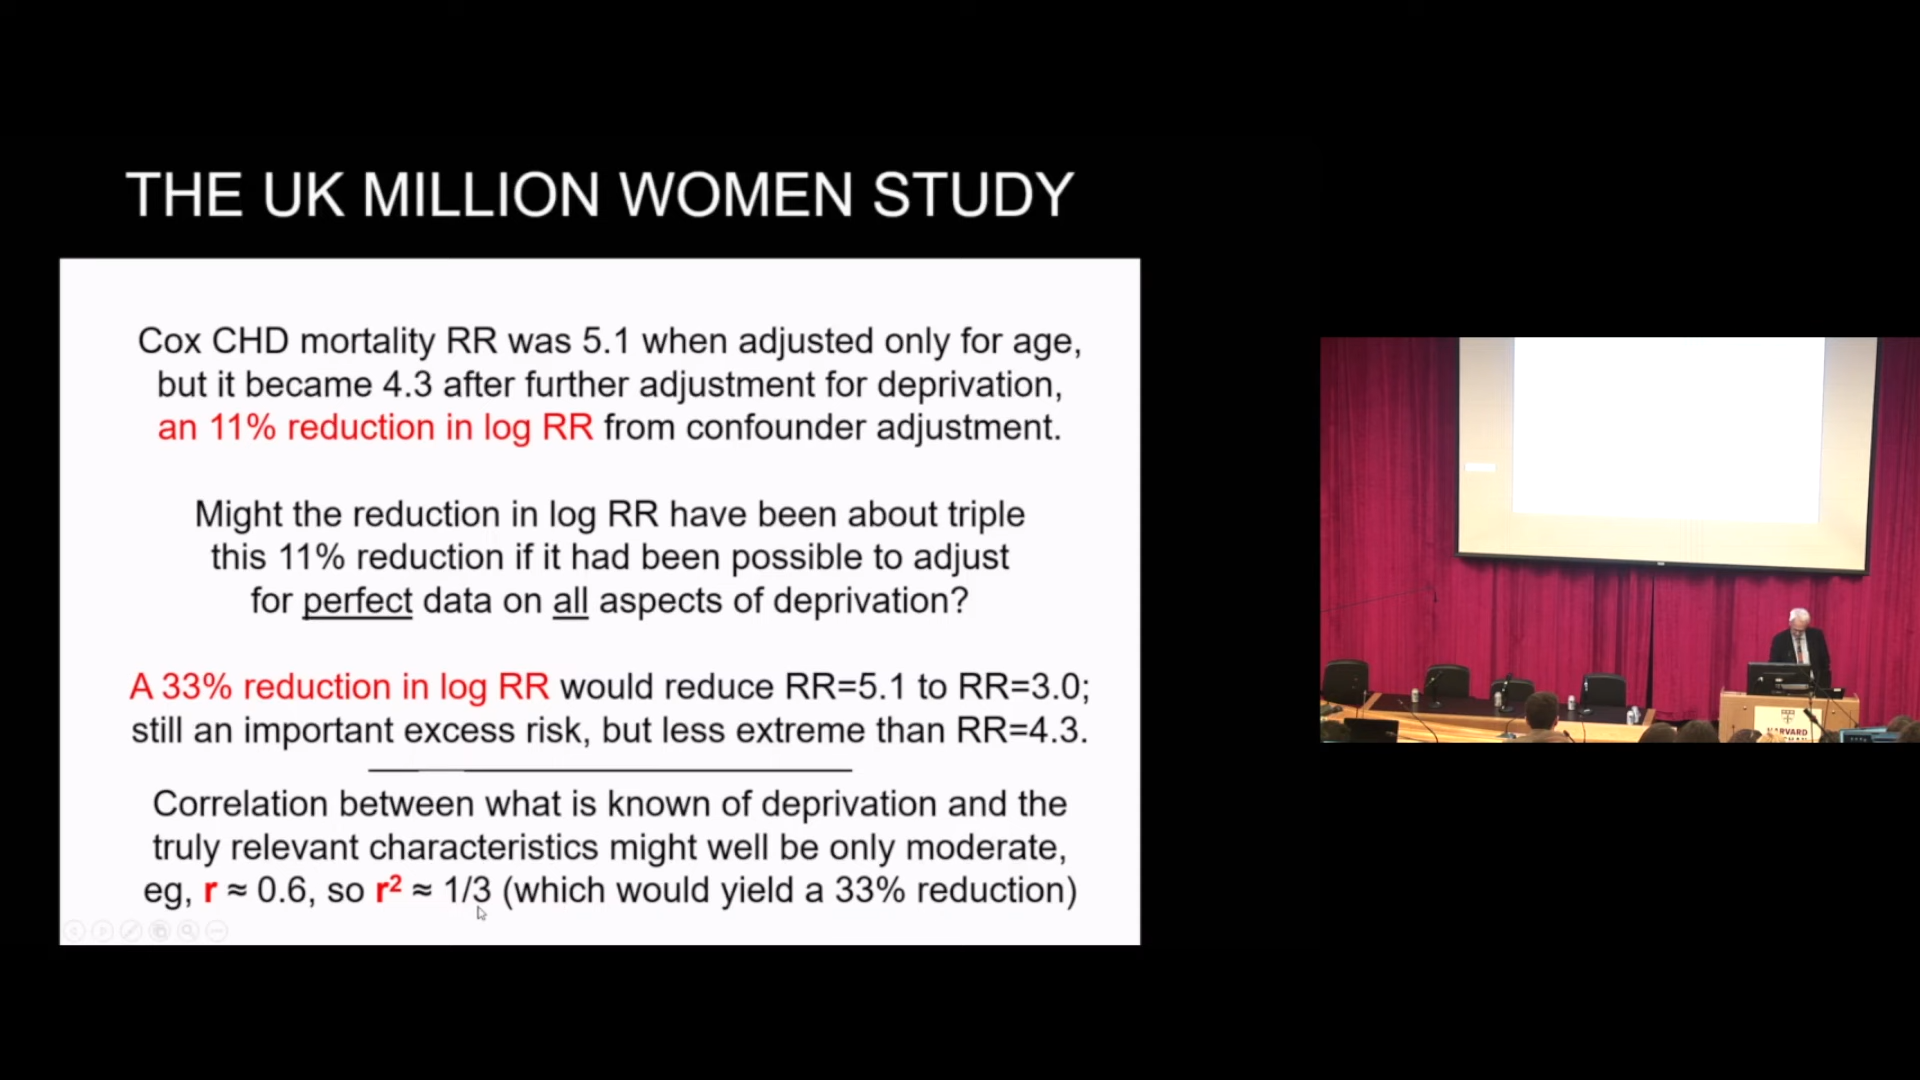 THE UK MILLION WOMEN STUDY
Cox CHD mortality RR was 5.1 when adjusted only for age,
but it became 4.3 after further adjustment for deprivation,
an 11% reduction in log RR from confounder adjustment.
Might the reduction in log RR have been about triple
this 11% reduction if it had been possible to adjust
for perfect data on all aspects of deprivation?
A 33% reduction in log RR would reduce RR=5.1 to RR=3.0;
still an important excess risk, but less extreme than RR=4.3.
Correlation between what is known of deprivation and the
truly relevant characteristics might well be only moderate,
eg, r ≈ 0.6, so r² ≈ 1/3 (which would yield a 33% reduction)
HARVARD